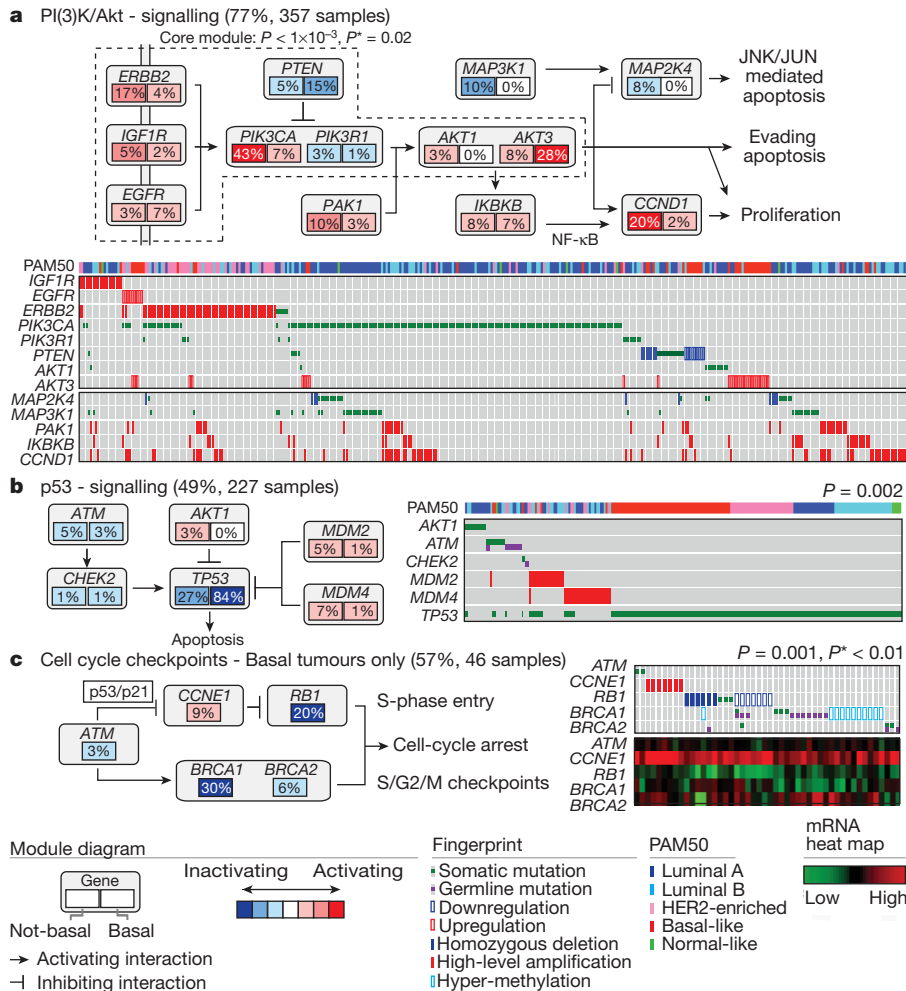 a PI(3)K/Akt - signalling (77%, 357 samples)
Core module: P < 1×10⁻³, P* = 0.02
ERBB2
17% 4%
PTEN
5% 15%
MAP3K1
10% 0%
MAP2K4
8% 0%
JNK/JUN
mediated
apoptosis
IGF1R
5% 2%
PIK3CA PIK3R1
43% 7% 3% 1%
AKT1 AKT3
3% 0% 8% 28%
Evading
apoptosis
EGFR
3% 7%
PAK1
10% 3%
IKBKB
8% 7%
NF-κB
CCND1
20% 2%
Proliferation
PAM50
IGF1R
EGFR
ERBB2
PIK3CA
PIK3R1
PTEN
AKT1
AKT3
MAP2K4
MAP3K1
PAK1
IKBKB
CCND1
b p53 - signalling (49%, 227 samples)
P = 0.002
ATM
5% 3%
AKT1
3% 0%
MDM2
5% 1%
CHEK2
1% 1%
TP53
27% 84%
MDM4
7% 1%
Apoptosis
PAM50
AKT1
ATM
CHEK2
MDM2
MDM4
TP53
c Cell cycle checkpoints - Basal tumours only (57%, 46 samples)
P = 0.001, P* < 0.01
p53/p21
CCNE1
9%
RB1
20%
S-phase entry
ATM
3%
Cell-cycle arrest
BRCA1 BRCA2
30% 6%
S/G2/M checkpoints
ATM
CCNE1
RB1
BRCA1
BRCA2
ATM
CCNE1
RB1
BRCA1
BRCA2
Module diagram
Gene
Not-basal Basal
Activating interaction
Inhibiting interaction
Inactivating Activating
Fingerprint
Somatic mutation
Germline mutation
Downregulation
Upregulation
Homozygous deletion
High-level amplification
Hyper-methylation
PAM50
Luminal A
Luminal B
HER2-enriched
Basal-like
Normal-like
mRNA
heat map
Low High